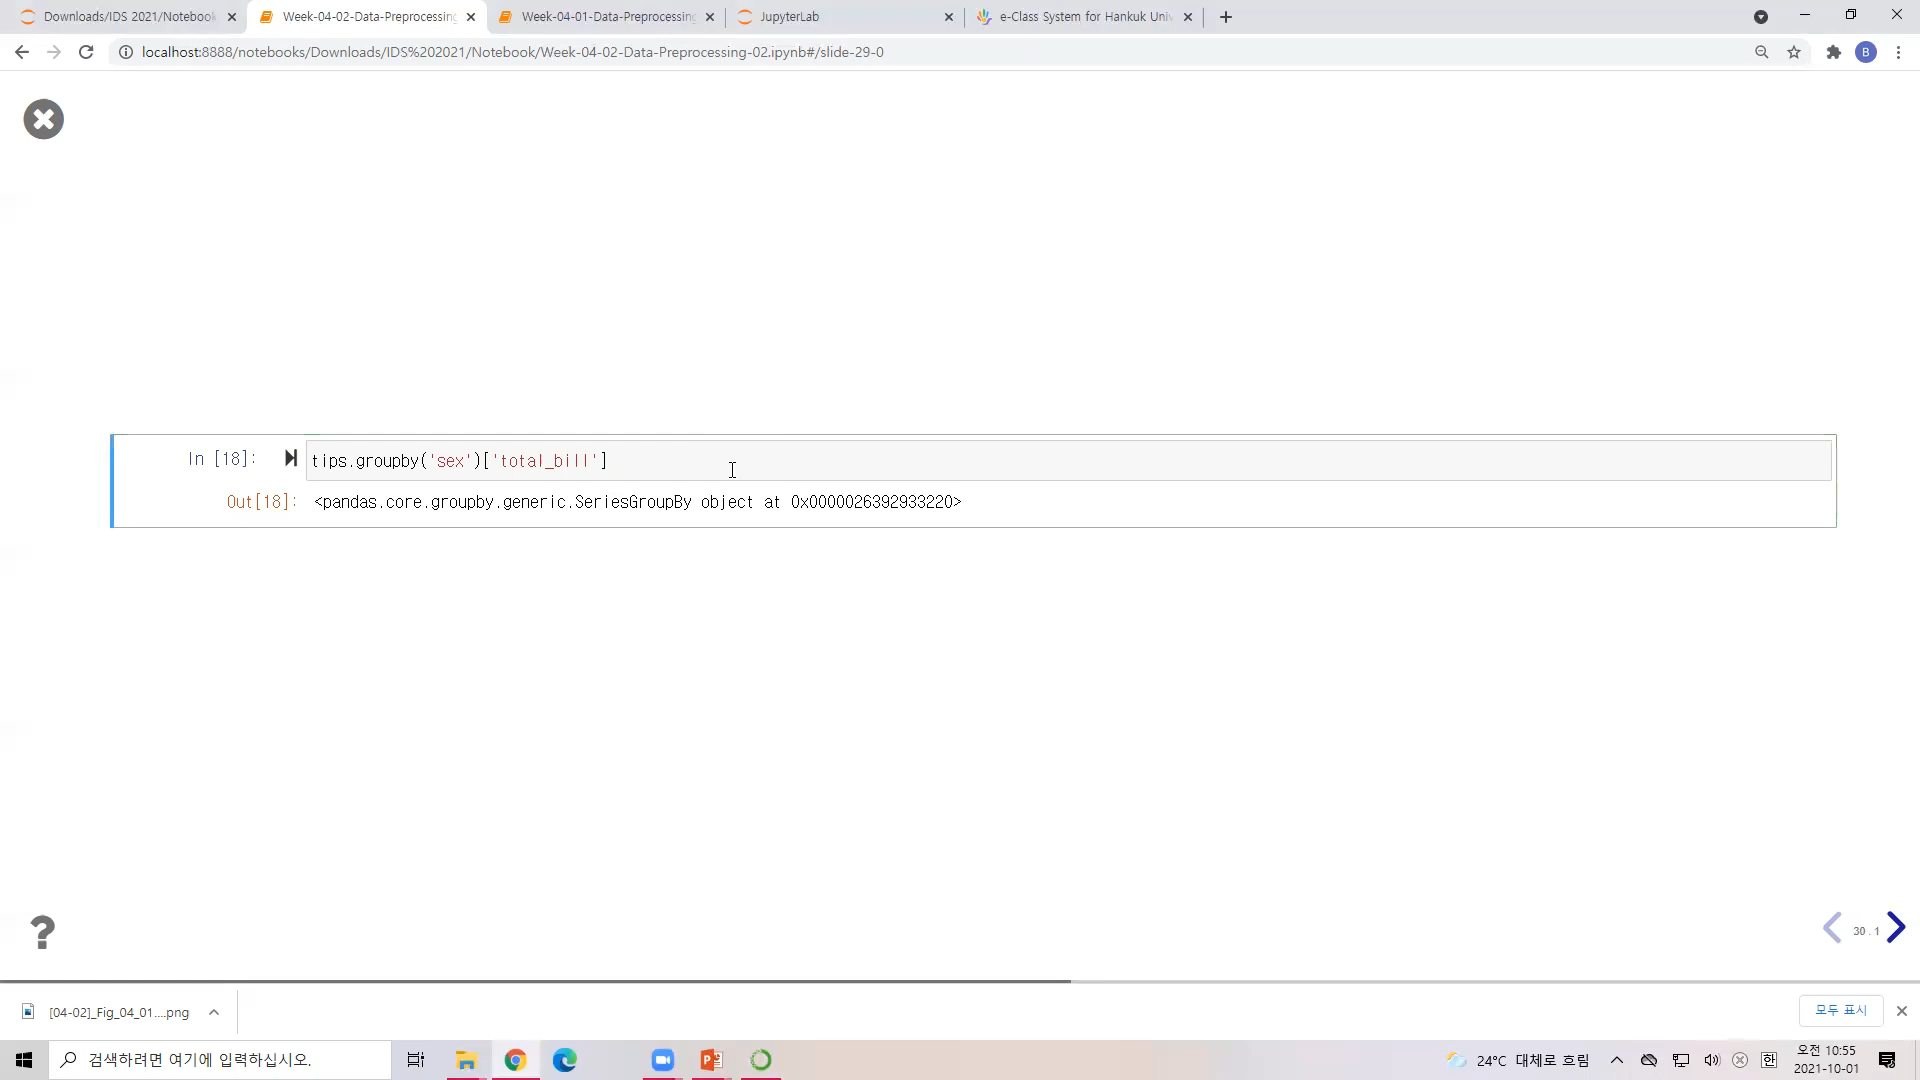 Downloads/IDS 2021/Notebook
Week-04-02-Data-Preprocessing
Week-04-01-Data-Preprocessing
JupyterLab
e-Class System for Hankuk Univ
localhost:8888/notebooks/Downloads/IDS%202021/Notebook/Week-04-02-Data-Preprocessing-02.ipynb#/slide-29-0
B
In [18]: tips.groupby('sex')['total_bill']
Out[18]: <pandas.core.groupby.generic.SeriesGroupBy object at 0x0000026392933220>
?
30.1
[04-02]_Fig_04_01....png
모두 표시
검색하려면 여기에 입력하십시오.
24°C 대체로 흐림
한
오전 10:55
2021-10-01